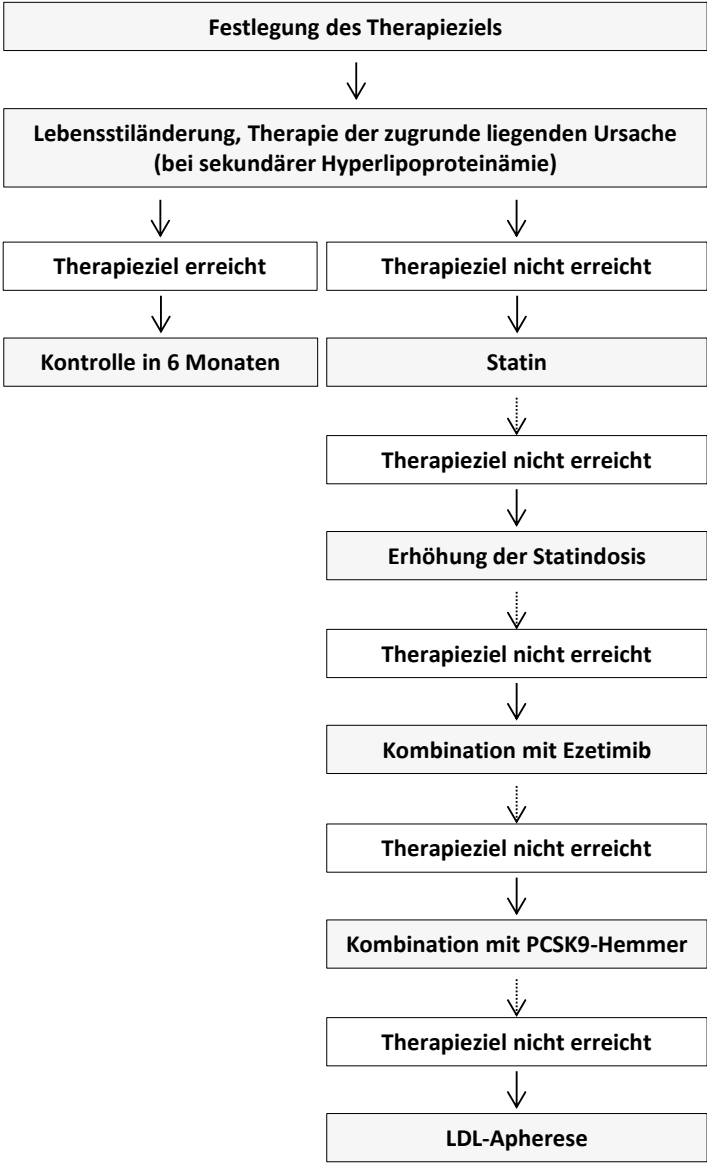 Festlegung des Therapieziels
Lebensstiländerung, Therapie der zugrunde liegenden Ursache
(bei sekundärer Hyperlipoproteinämie)
Therapieziel erreicht
Therapieziel nicht erreicht
Kontrolle in 6 Monaten
Statin
Therapieziel nicht erreicht
Erhöhung der Statindosis
Therapieziel nicht erreicht
Kombination mit Ezetimib
Therapieziel nicht erreicht
Kombination mit PCSK9-Hemmer
Therapieziel nicht erreicht
LDL-Apherese